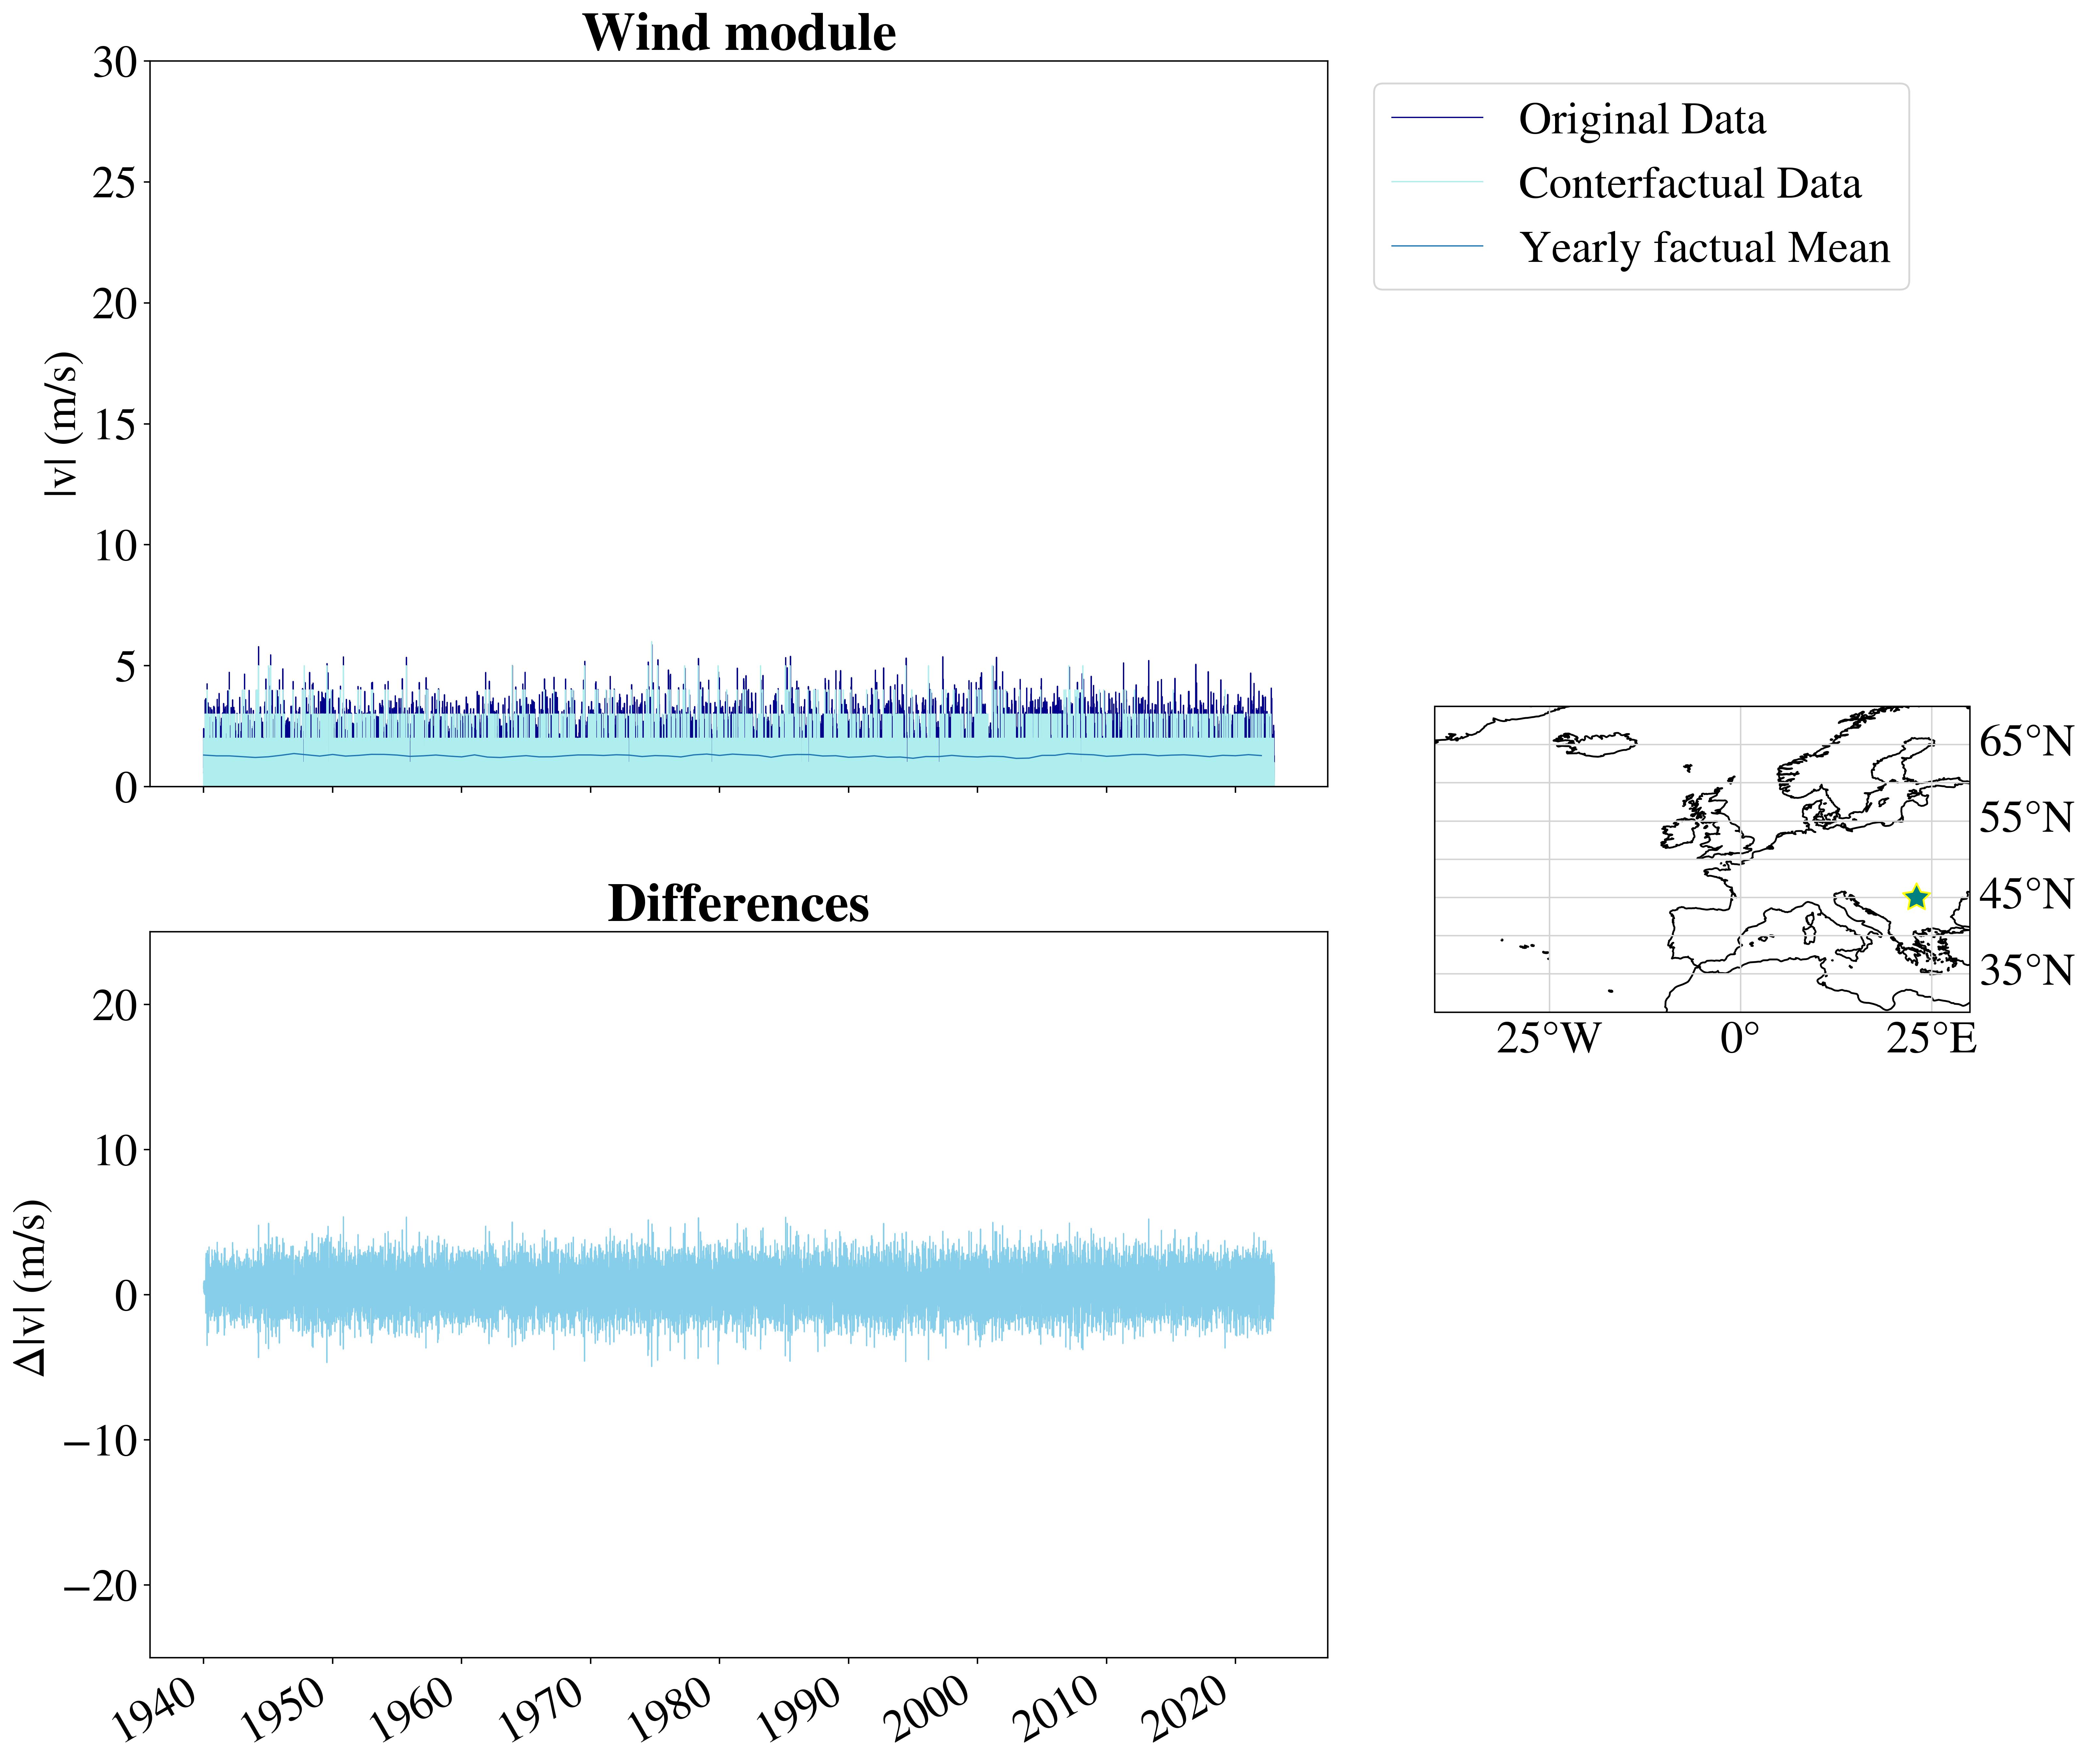 Wind module
30
25
20
15
10
5
0
|v| (m/s)
Original Data
Conterfactual Data
Yearly factual Mean
65°N
55°N
45°N
35°N
25°W 0° 25°E
Differences
20
10
0
−10
−20
Δ|v| (m/s)
1940 1950 1960 1970 1980 1990 2000 2010 2020